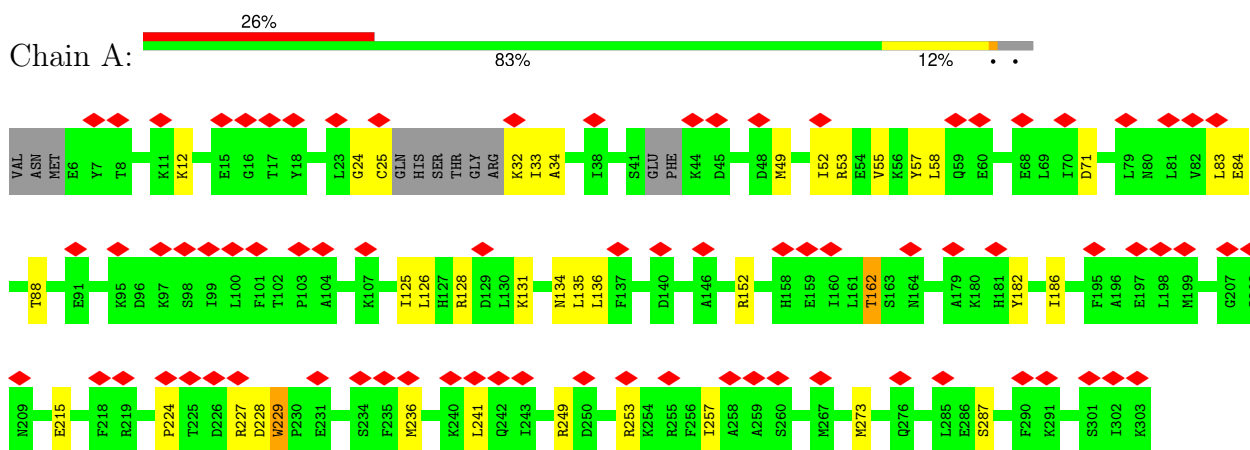 26%
Chain A:
83% 12% • •
VAL ASN MET E6 Y7 T8 K11 K12 E15 G16 T17 Y18 L23 G24 C25 GLN HIS SER THR GLY ARG K32 I33 A34 I38 S41 GLU PHE K44 D45 D48 M49 I52 R53 E54 V55 K56 Y57 L58 Q59 E60 E68 L69 I70 D71 L79 N80 L81 V82 L83 E84
T88 E91 K95 D96 K97 S98 I99 L100 F101 T102 P103 A104 K107 I125 L126 H127 R128 D129 L130 K131 N134 L135 L136 F137 D140 A146 R152 H158 E159 I160 L161 T162 S163 N164 A179 K180 H181 Y182 I186 F195 A196 E197 L198 M199 G207
N209 E215 F218 R219 P224 T225 D226 R227 D228 W229 P230 E231 S234 F235 M236 K240 L241 Q242 I243 R249 D250 R253 K254 R255 F256 I257 A258 A259 S260 M267 M273 Q276 L285 E286 S287 F290 K291 S301 I302 K303